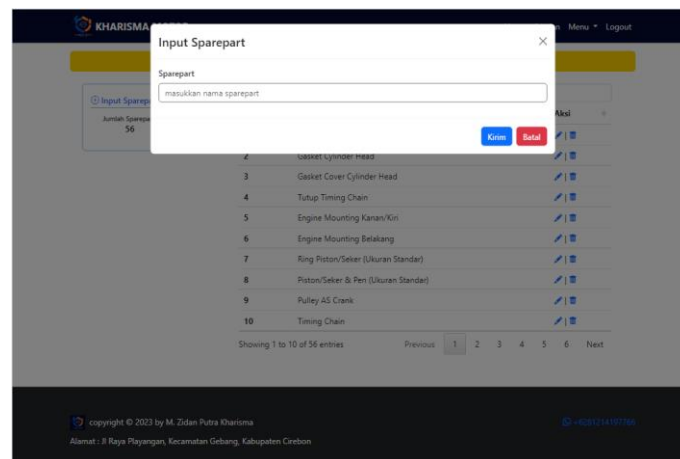 KHARISMA
Menu Logout
Input Sparepart
Sparepart
masukkan nama sparepart
Kirim Batal
Input Sparep
Jumlah Sparepa
56
Aksi
2 Gasket Cylinder Head
3 Gasket Cover Cylinder Head
4 Tutup Timing Chain
5 Engine Mounting Kanan/Kiri
6 Engine Mounting Belakang
7 Ring Piston/Seker (Ukuran Standar)
8 Piston/Seker & Pen (Ukuran Standar)
9 Pulley AS Crank
10 Timing Chain
Showing 1 to 10 of 56 entries Previous 1 2 3 4 5 6 Next
copyright © 2023 by M. Zidan Putra Kharisma
Alamat : Jl Raya Playangan, Kecamatan Gebang, Kabupaten Cirebon